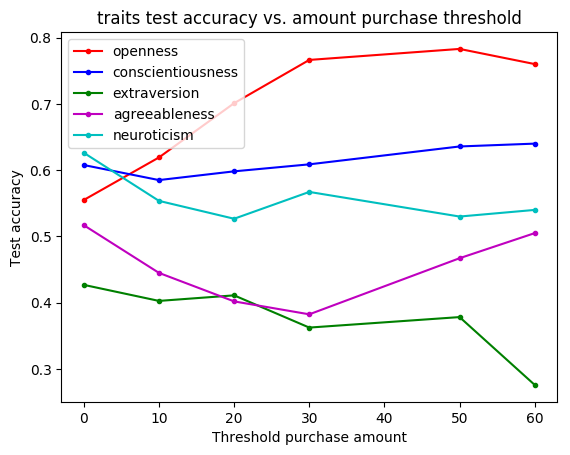 traits test accuracy vs. amount purchase threshold
openness
conscientiousness
extraversion
agreeableness
neuroticism
0.8
0.7
0.6
0.5
0.4
0.3
Test accuracy
0 10 20 30 40 50 60
Threshold purchase amount